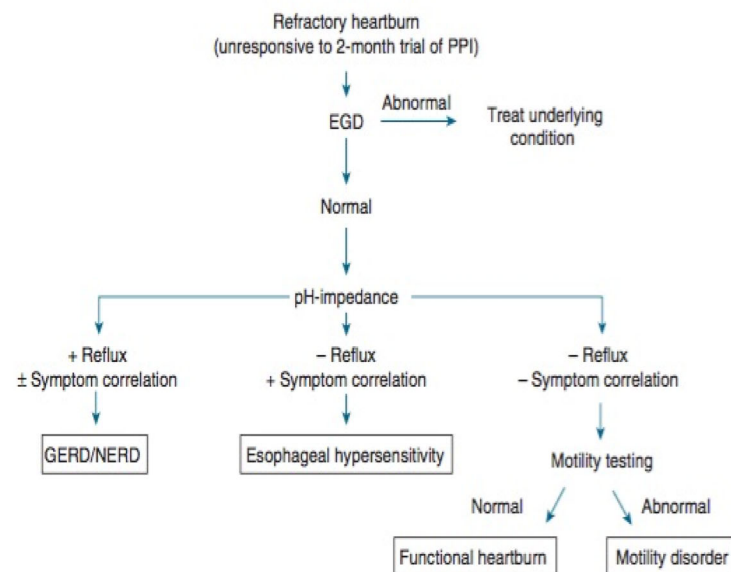 Refractory heartburn
(unresponsive to 2-month trial of PPI)
Abnormal
EGD
Treat underlying
condition
Normal
pH-impedance
+ Reflux
± Symptom correlation
– Reflux
+ Symptom correlation
– Reflux
– Symptom correlation
GERD/NERD
Esophageal hypersensitivity
Motility testing
Normal
Abnormal
Functional heartburn
Motility disorder